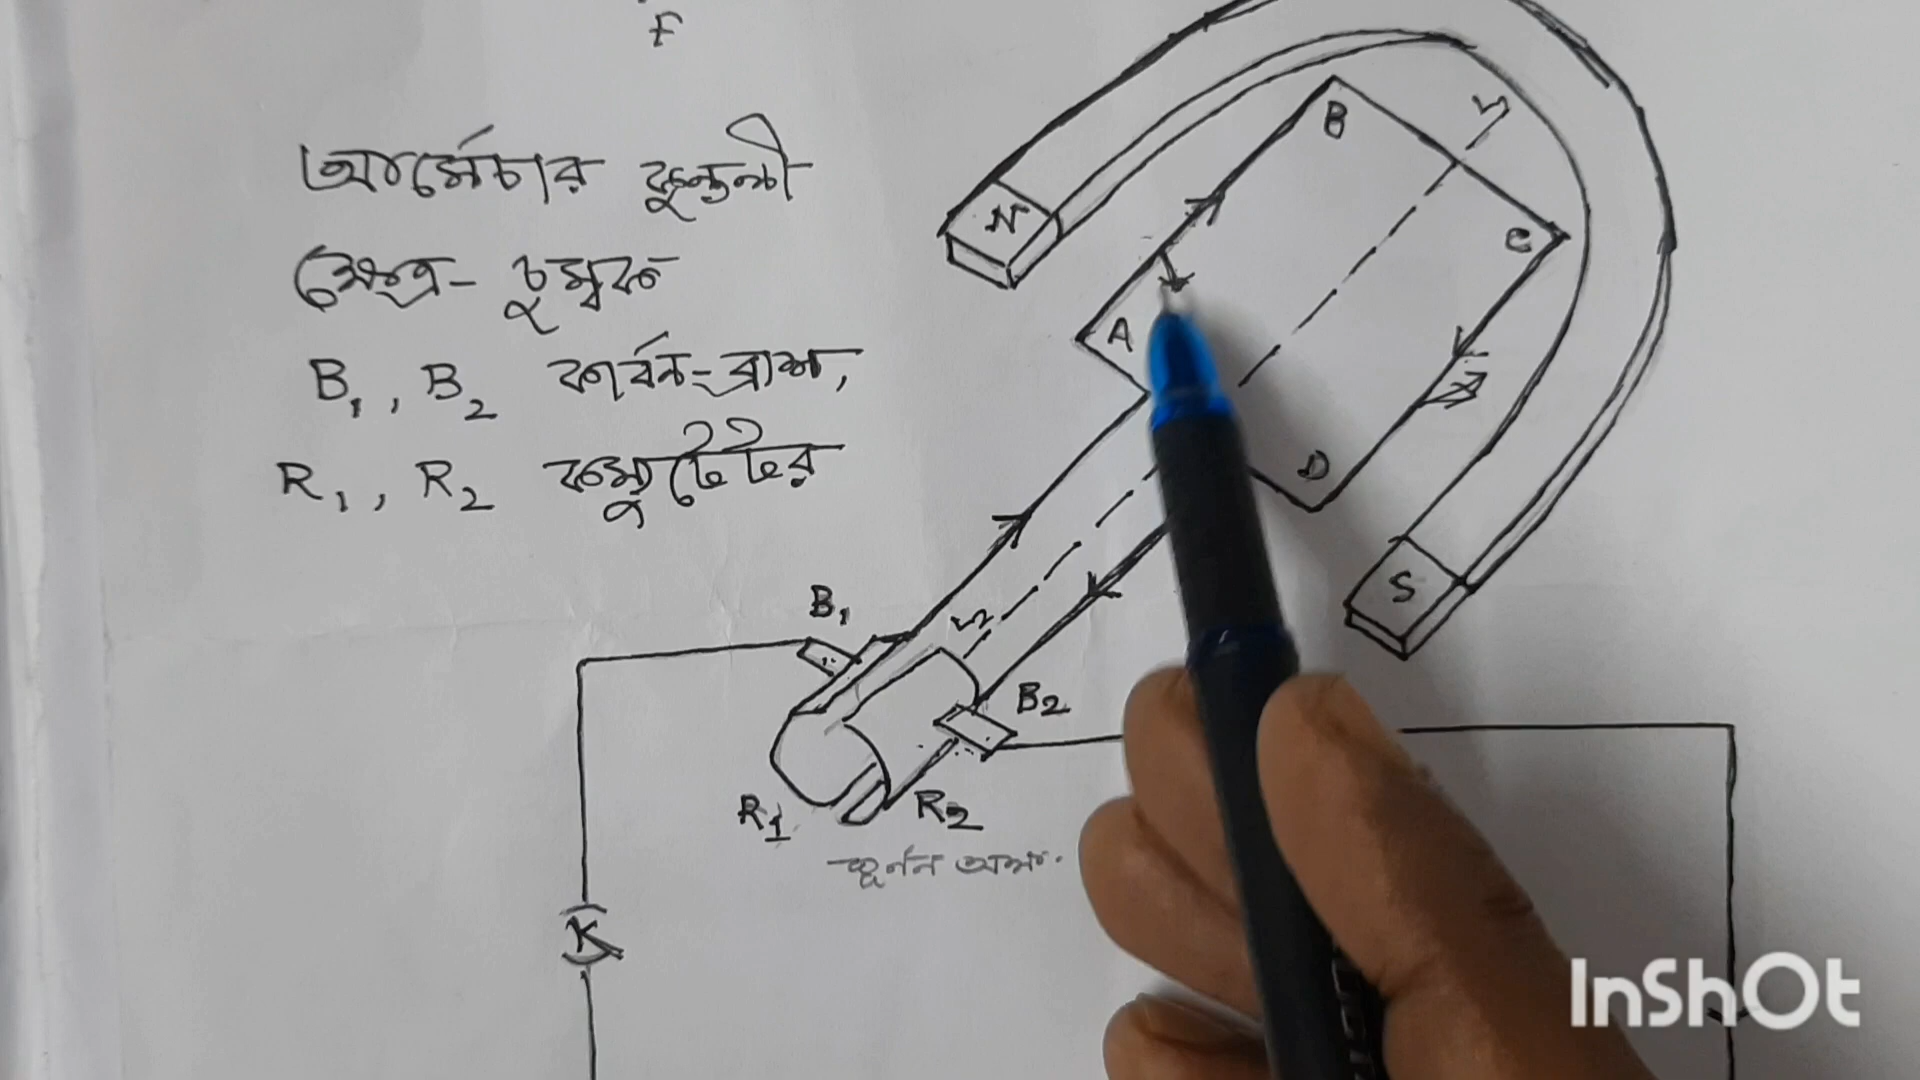 F
আর্মেচার কুন্ডলী
ক্ষেত্র- চুম্বক
B₁, B₂ কার্বন-ব্রাশ,
R₁, R₂ কম্যুটেটর
N
B
C
A
D
S
B₁
B₂
R₁
R₂
ঘূর্ণন অক্ষ.
K
InShOt